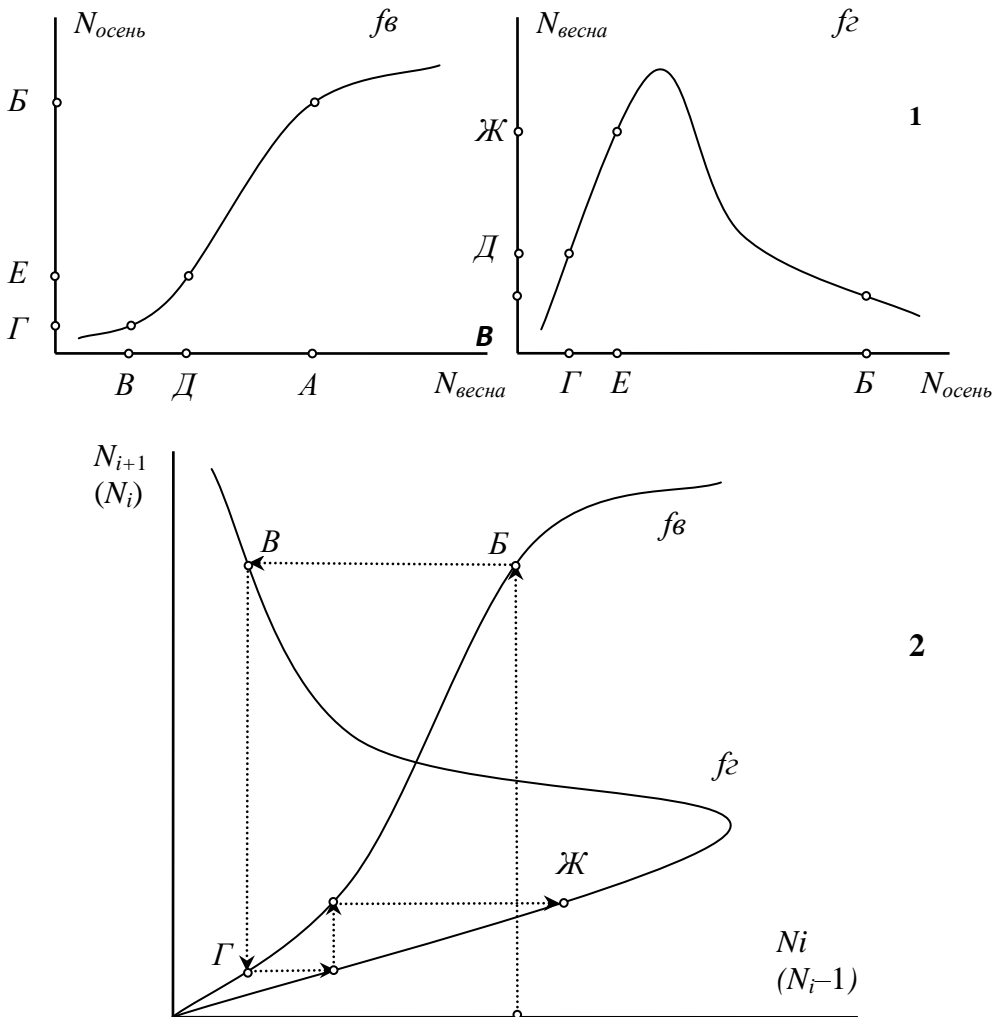 Nосень fв Nвесна fг
Б Ж 1
Е Д
Г В
В Д А Nвесна Г Е Б Nосень
Ni+1
(Ni)
В Б fв
2
fг
Ж
Г Ni
(Ni–1)